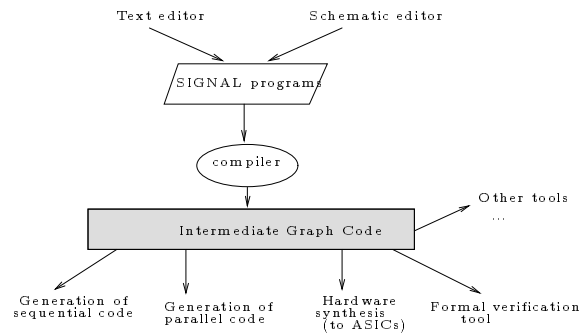 Text editor
Schematic editor
SIGNAL programs
compiler
Other tools
...
Intermediate Graph Code
Generation of
sequential code
Generation of
parallel code
Hardware
synthesis
(to ASICs)
Formal verification
tool